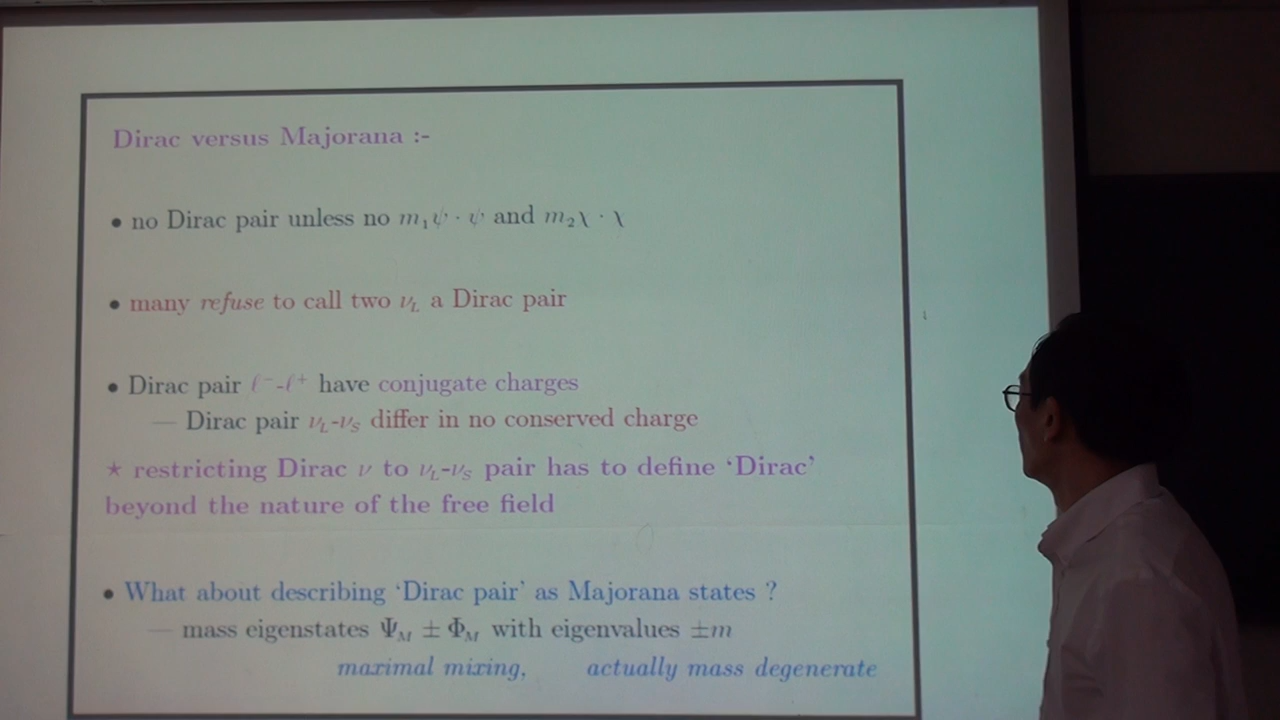 Dirac versus Majorana :-
• no Dirac pair unless no m₁ψ · ψ and m₂χ · χ
• many refuse to call two ν_L a Dirac pair
• Dirac pair ℓ⁻-ℓ⁺ have conjugate charges
— Dirac pair ν_L-ν_S differ in no conserved charge
⋆ restricting Dirac ν to ν_L-ν_S pair has to define ‘Dirac’
beyond the nature of the free field
• What about describing ‘Dirac pair’ as Majorana states ?
— mass eigenstates Ψ_M ± Φ_M with eigenvalues ±m
maximal mixing, actually mass degenerate